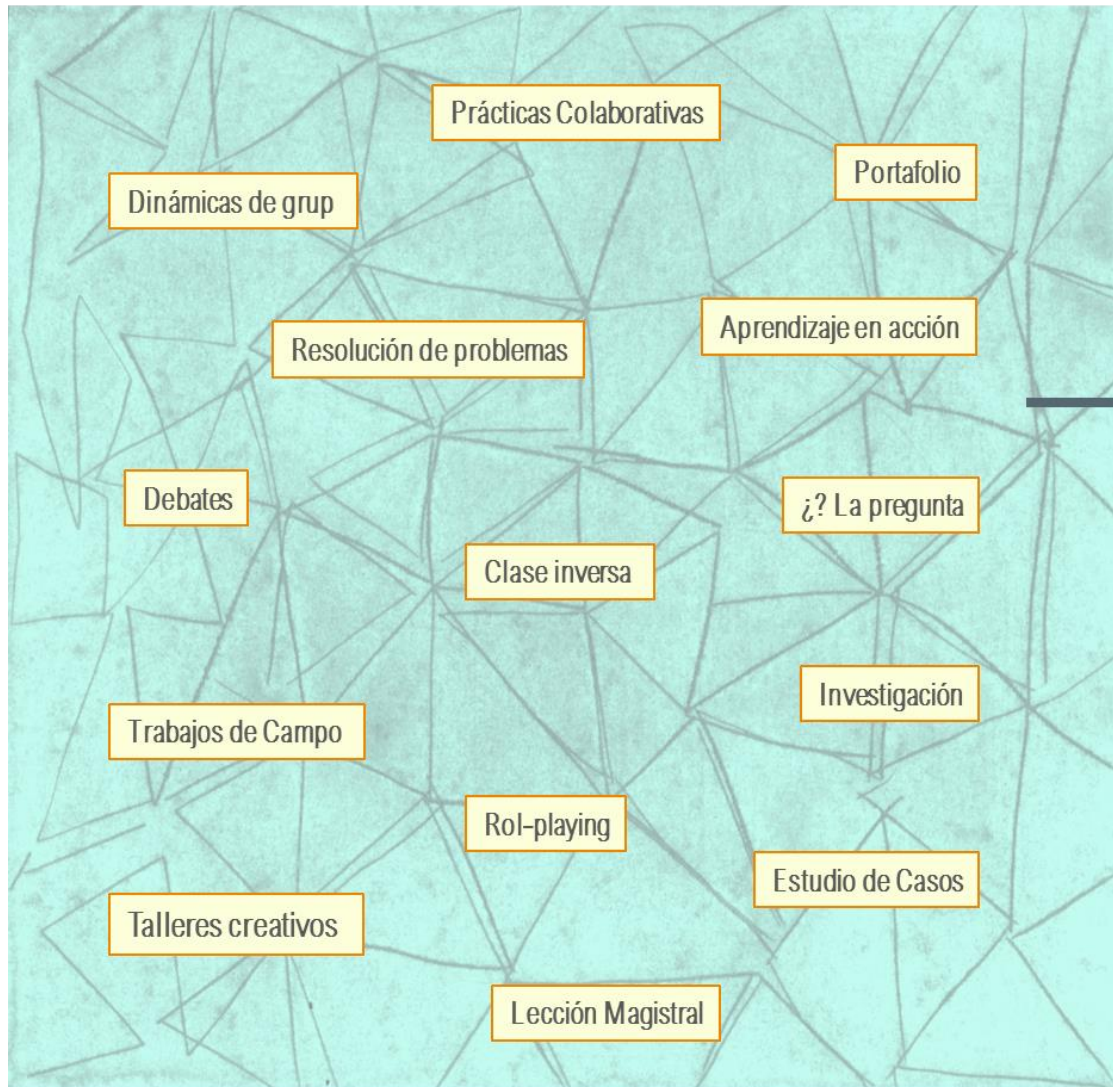 Prácticas Colaborativas
Portafolio
Dinámicas de grup
Aprendizaje en acción
Resolución de problemas
Debates
¿? La pregunta
Clase inversa
Investigación
Trabajos de Campo
Rol-playing
Estudio de Casos
Talleres creativos
Lección Magistral